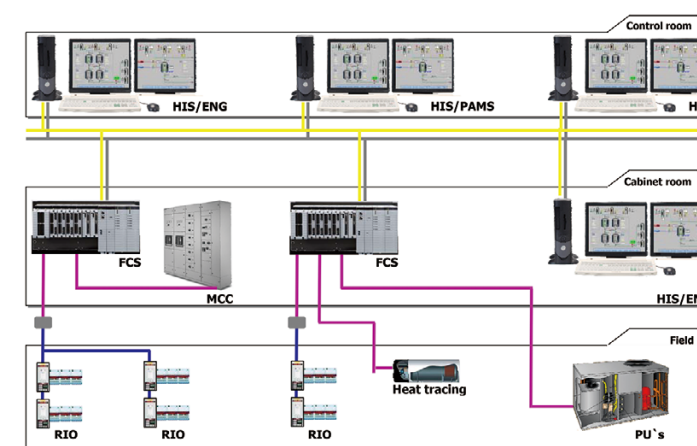 Control room
HIS/ENG
HIS/PAMS
H
Cabinet room
FCS
FCS
MCC
HIS/EN
Field
Heat tracing
RIO
RIO
RIO
PU`s